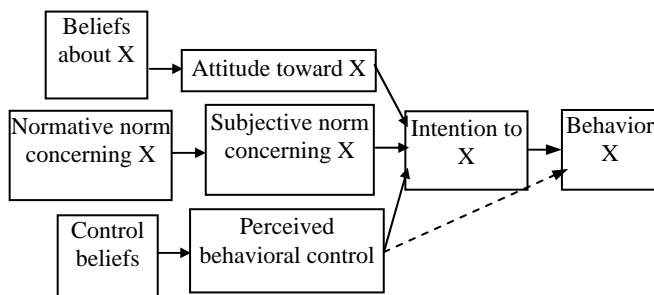 Beliefs
about X
Attitude toward X
Normative norm
concerning X
Subjective norm
concerning X
Intention to
X
Behavior
X
Control
beliefs
Perceived
behavioral control